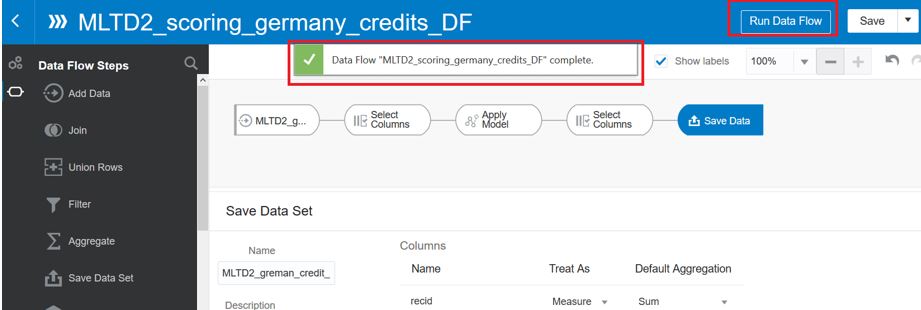 MLTD2_scoring_germany_credits_DF
Run Data Flow
Save
Data Flow Steps
Data Flow "MLTD2_scoring_germany_credits_DF" complete.
Show labels
100%
Add Data
Join
Union Rows
Filter
Aggregate
Save Data Set
MLTD2_g...
Select
Columns
Apply
Model
Select
Columns
Save Data
Save Data Set
Name
MLTD2_greman_credit_
Description
Columns
Name
Treat As
Default Aggregation
recid
Measure
Sum